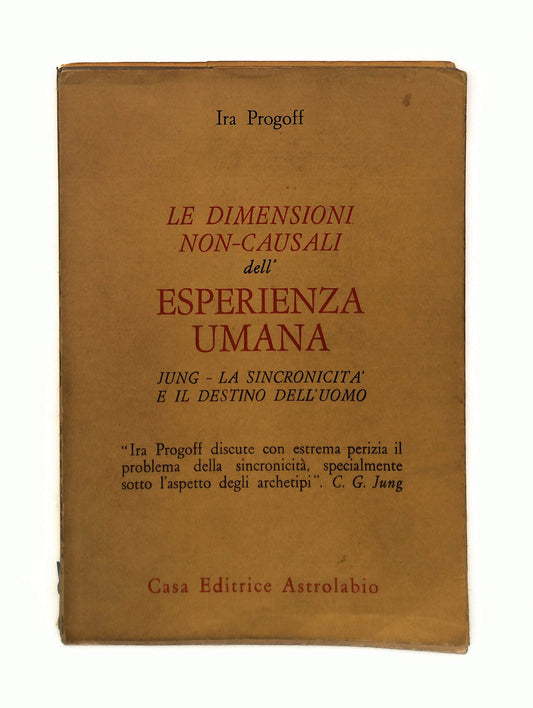 Ira Progoff
LE DIMENSIONI
NON-CAUSALI
dell'
ESPERIENZA
UMANA
JUNG - LA SINCRONICITA'
E IL DESTINO DELL'UOMO
"Ira Progoff discute con estrema perizia il
problema della sincronicità, specialmente
sotto l'aspetto degli archetipi". C. G. Jung
Casa Editrice Astrolabio